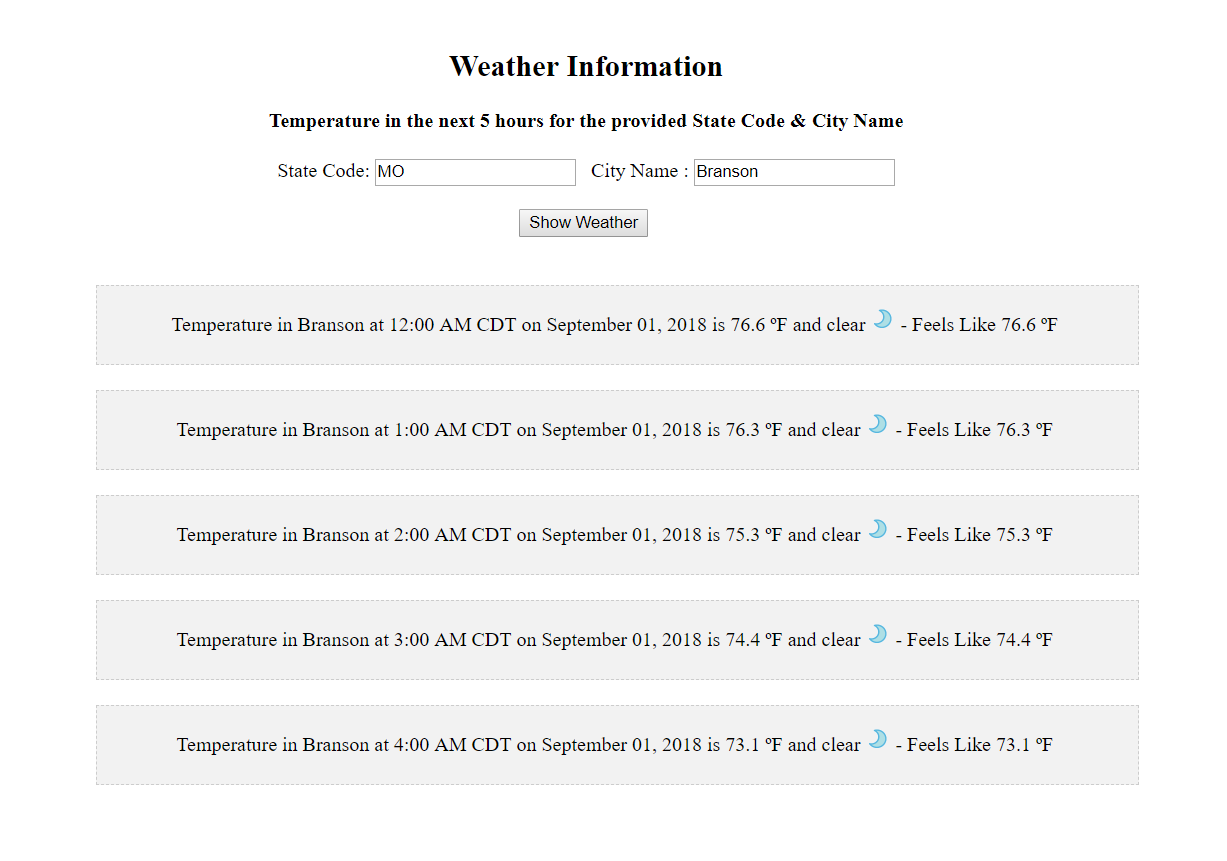 Weather Information
Temperature in the next 5 hours for the provided State Code & City Name
State Code: MO City Name : Branson
Show Weather
Temperature in Branson at 12:00 AM CDT on September 01, 2018 is 76.6 ºF and clear - Feels Like 76.6 ºF
Temperature in Branson at 1:00 AM CDT on September 01, 2018 is 76.3 ºF and clear - Feels Like 76.3 ºF
Temperature in Branson at 2:00 AM CDT on September 01, 2018 is 75.3 ºF and clear - Feels Like 75.3 ºF
Temperature in Branson at 3:00 AM CDT on September 01, 2018 is 74.4 ºF and clear - Feels Like 74.4 ºF
Temperature in Branson at 4:00 AM CDT on September 01, 2018 is 73.1 ºF and clear - Feels Like 73.1 ºF